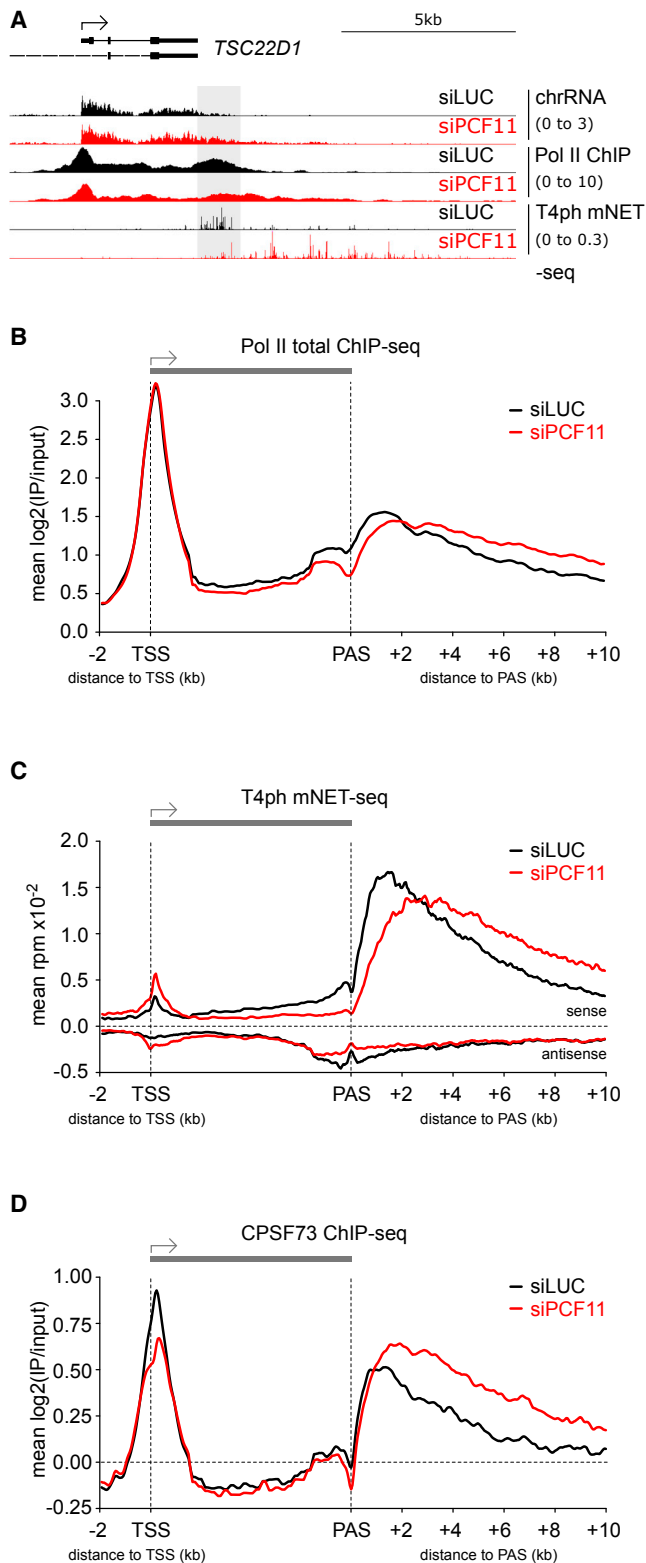 A
5kb
TSC22D1
siLUC chrRNA
siPCF11 (0 to 3)
siLUC Pol II ChIP
siPCF11 (0 to 10)
siLUC T4ph mNET
siPCF11 (0 to 0.3)
-seq
B
Pol II total ChIP-seq
siLUC
siPCF11
mean log2(IP/input)
3.0
2.5
2.0
1.5
1.0
0.5
0.0
-2 TSS PAS +2 +4 +6 +8 +10
distance to TSS (kb) distance to PAS (kb)
C
T4ph mNET-seq
siLUC
siPCF11
mean rpm x10-2
2.0
1.5
1.0
0.5
0.0
-0.5
sense
antisense
-2 TSS PAS +2 +4 +6 +8 +10
distance to TSS (kb) distance to PAS (kb)
D
CPSF73 ChIP-seq
siLUC
siPCF11
mean log2(IP/input)
1.00
0.75
0.50
0.25
0.00
-0.25
-2 TSS PAS +2 +4 +6 +8 +10
distance to TSS (kb) distance to PAS (kb)